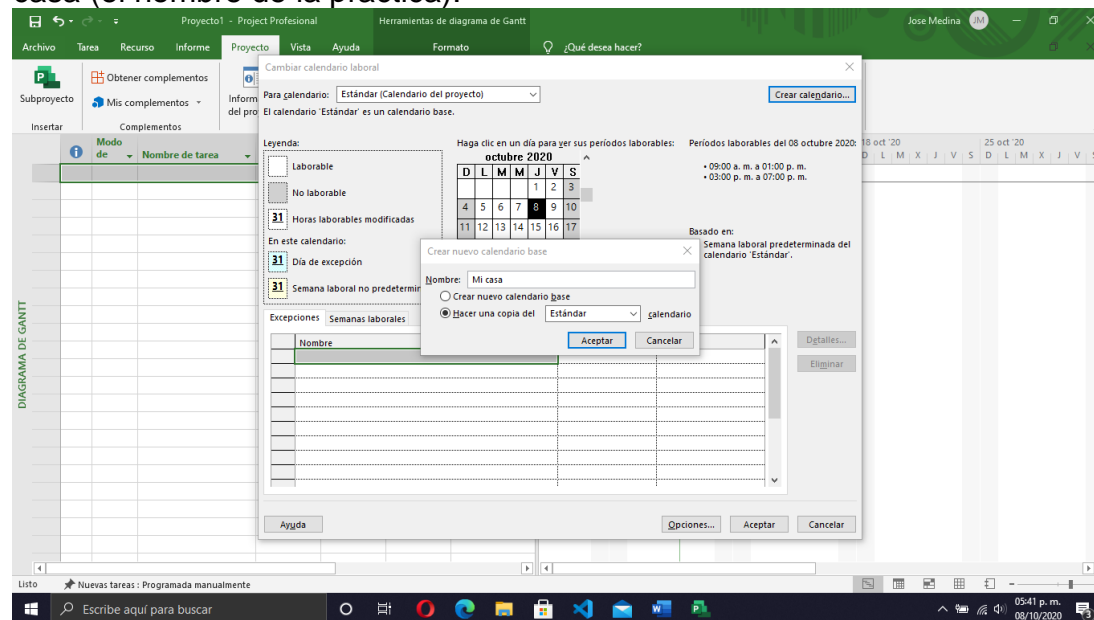 casa (el nombre de la práctica).
Proyecto1 - Project Profesional
Herramientas de diagrama de Gantt
Jose Medina
JM
Archivo Tarea Recurso Informe Proyecto Vista Ayuda Formato ¿Qué desea hacer?
Subproyecto
Obtener complementos
Mis complementos
Inform
del pro
Insertar
Complementos
Cambiar calendario laboral
Para calendario: Estándar (Calendario del proyecto)
Crear calendario...
El calendario 'Estándar' es un calendario base.
Leyenda:
Laborable
No laborable
31 Horas laborables modificadas
En este calendario:
31 Día de excepción
31 Semana laboral no predetermin
Haga clic en un día para ver sus períodos laborables:
octubre 2020
D L M M J V S
1 2 3
4 5 6 7 8 9 10
11 12 13 14 15 16 17
Períodos laborables del 08 octubre 2020:
• 09:00 a. m. a 01:00 p. m.
• 03:00 p. m. a 07:00 p. m.
Basado en:
Semana laboral predeterminada del
calendario 'Estándar'.
Crear nuevo calendario base
Nombre: Mi casa
Crear nuevo calendario base
Hacer una copia del Estándar calendario
Aceptar Cancelar
Excepciones Semanas laborales
Nombre
Detalles...
Eliminar
Ayuda
Opciones... Aceptar Cancelar
Modo
de
Nombre de tarea
18 oct '20
25 oct '20
D L M X J V S D L M X J V
DIAGRAMA DE GANTT
Listo
Nuevas tareas : Programada manualmente
Escribe aquí para buscar
05:41 p. m.
08/10/2020
3